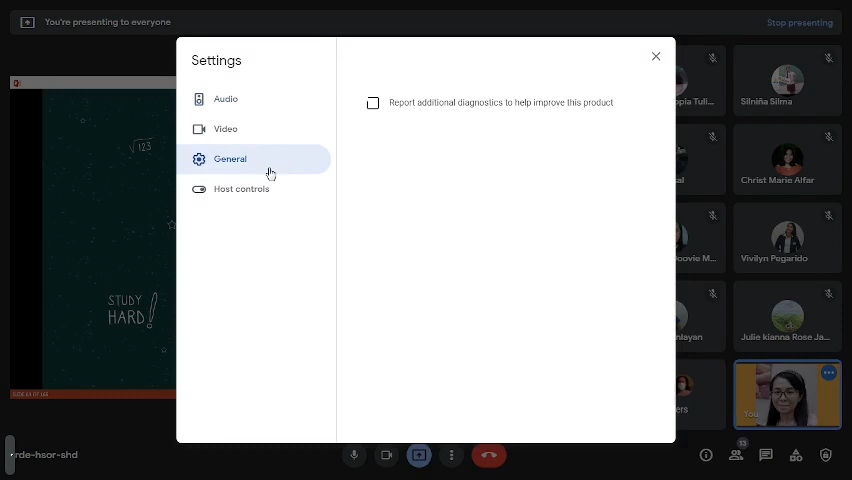 You're presenting to everyone
Stop presenting
Settings
Audio
Video
General
Host controls
Report additional diagnostics to help improve this product
Silniña Silma
Christ Marie Alfar
Vivilyn Pegarido
Julie kianna Rose Ja...
You
√123
STUDY
HARD!
rde-hsor-shd
13